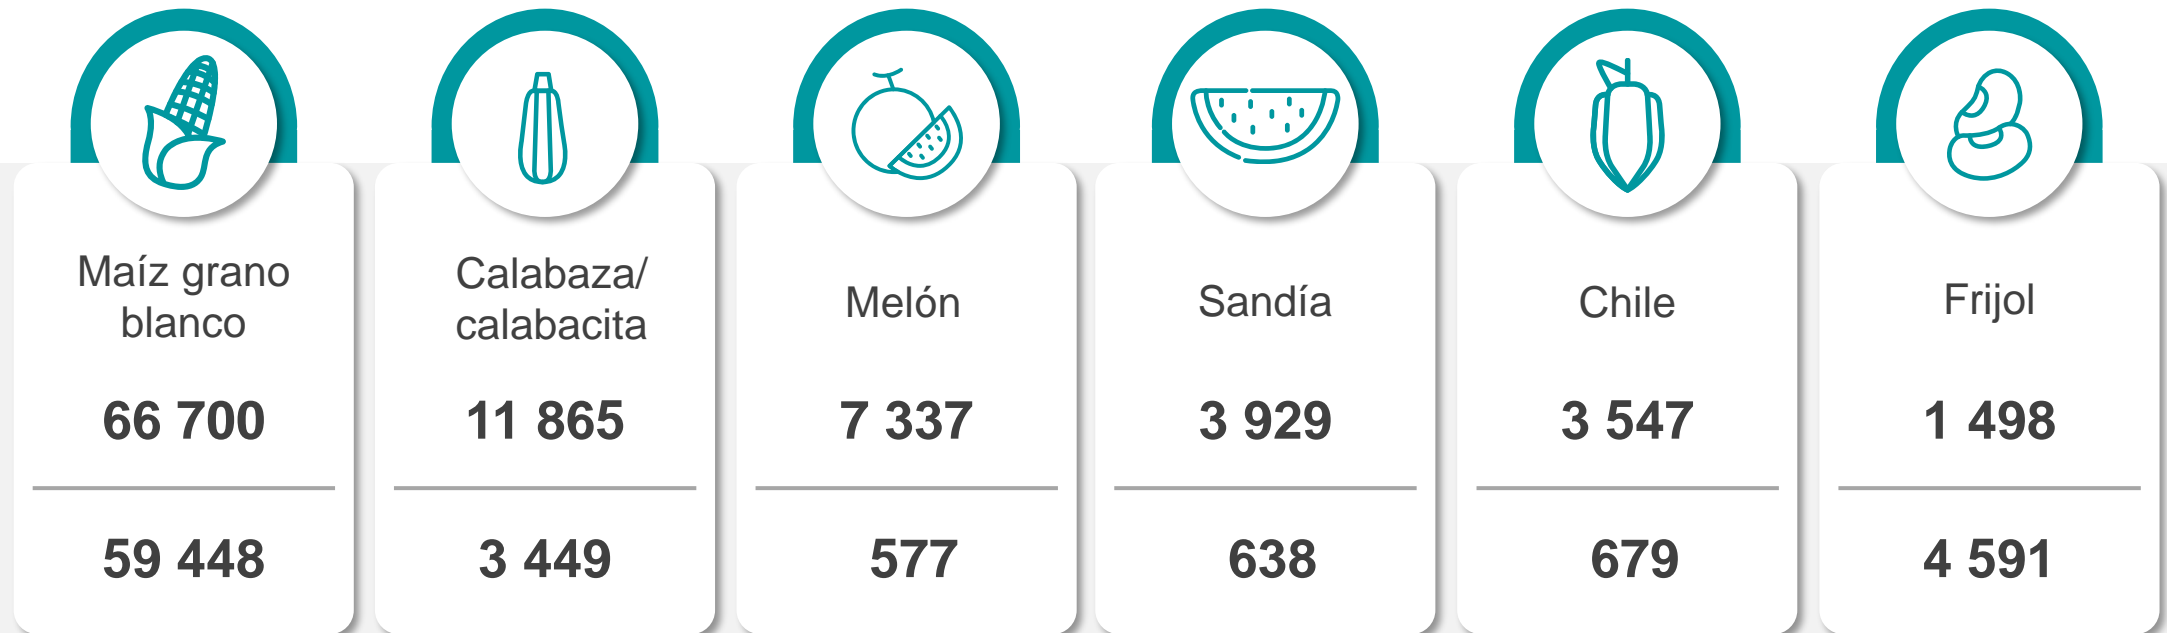 Maíz grano
blanco
66 700
59 448
Calabaza/
calabacita
11 865
3 449
Melón
7 337
577
Sandía
3 929
638
Chile
3 547
679
Frijol
1 498
4 591